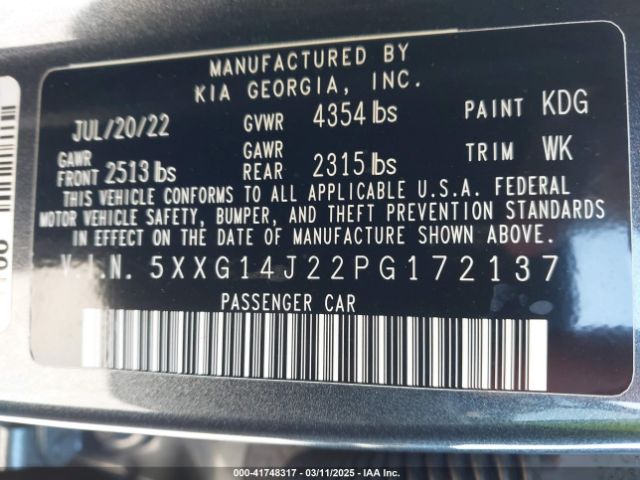 MANUFACTURED BY
KIA GEORGIA, INC.
JUL/20/22 GVWR 4354 lbs PAINT KDG
GAWR FRONT 2513 lbs GAWR REAR 2315 lbs TRIM WK
THIS VEHICLE CONFORMS TO ALL APPLICABLE U.S.A. FEDERAL
MOTOR VEHICLE SAFETY, BUMPER, AND THEFT PREVENTION STANDARDS
IN EFFECT ON THE DATE OF MANUFACTURE SHOWN ABOVE.
V.I.N. 5XXG14J22PG172137
PASSENGER CAR
000-41748317 · 03/11/2025 · IAA Inc.